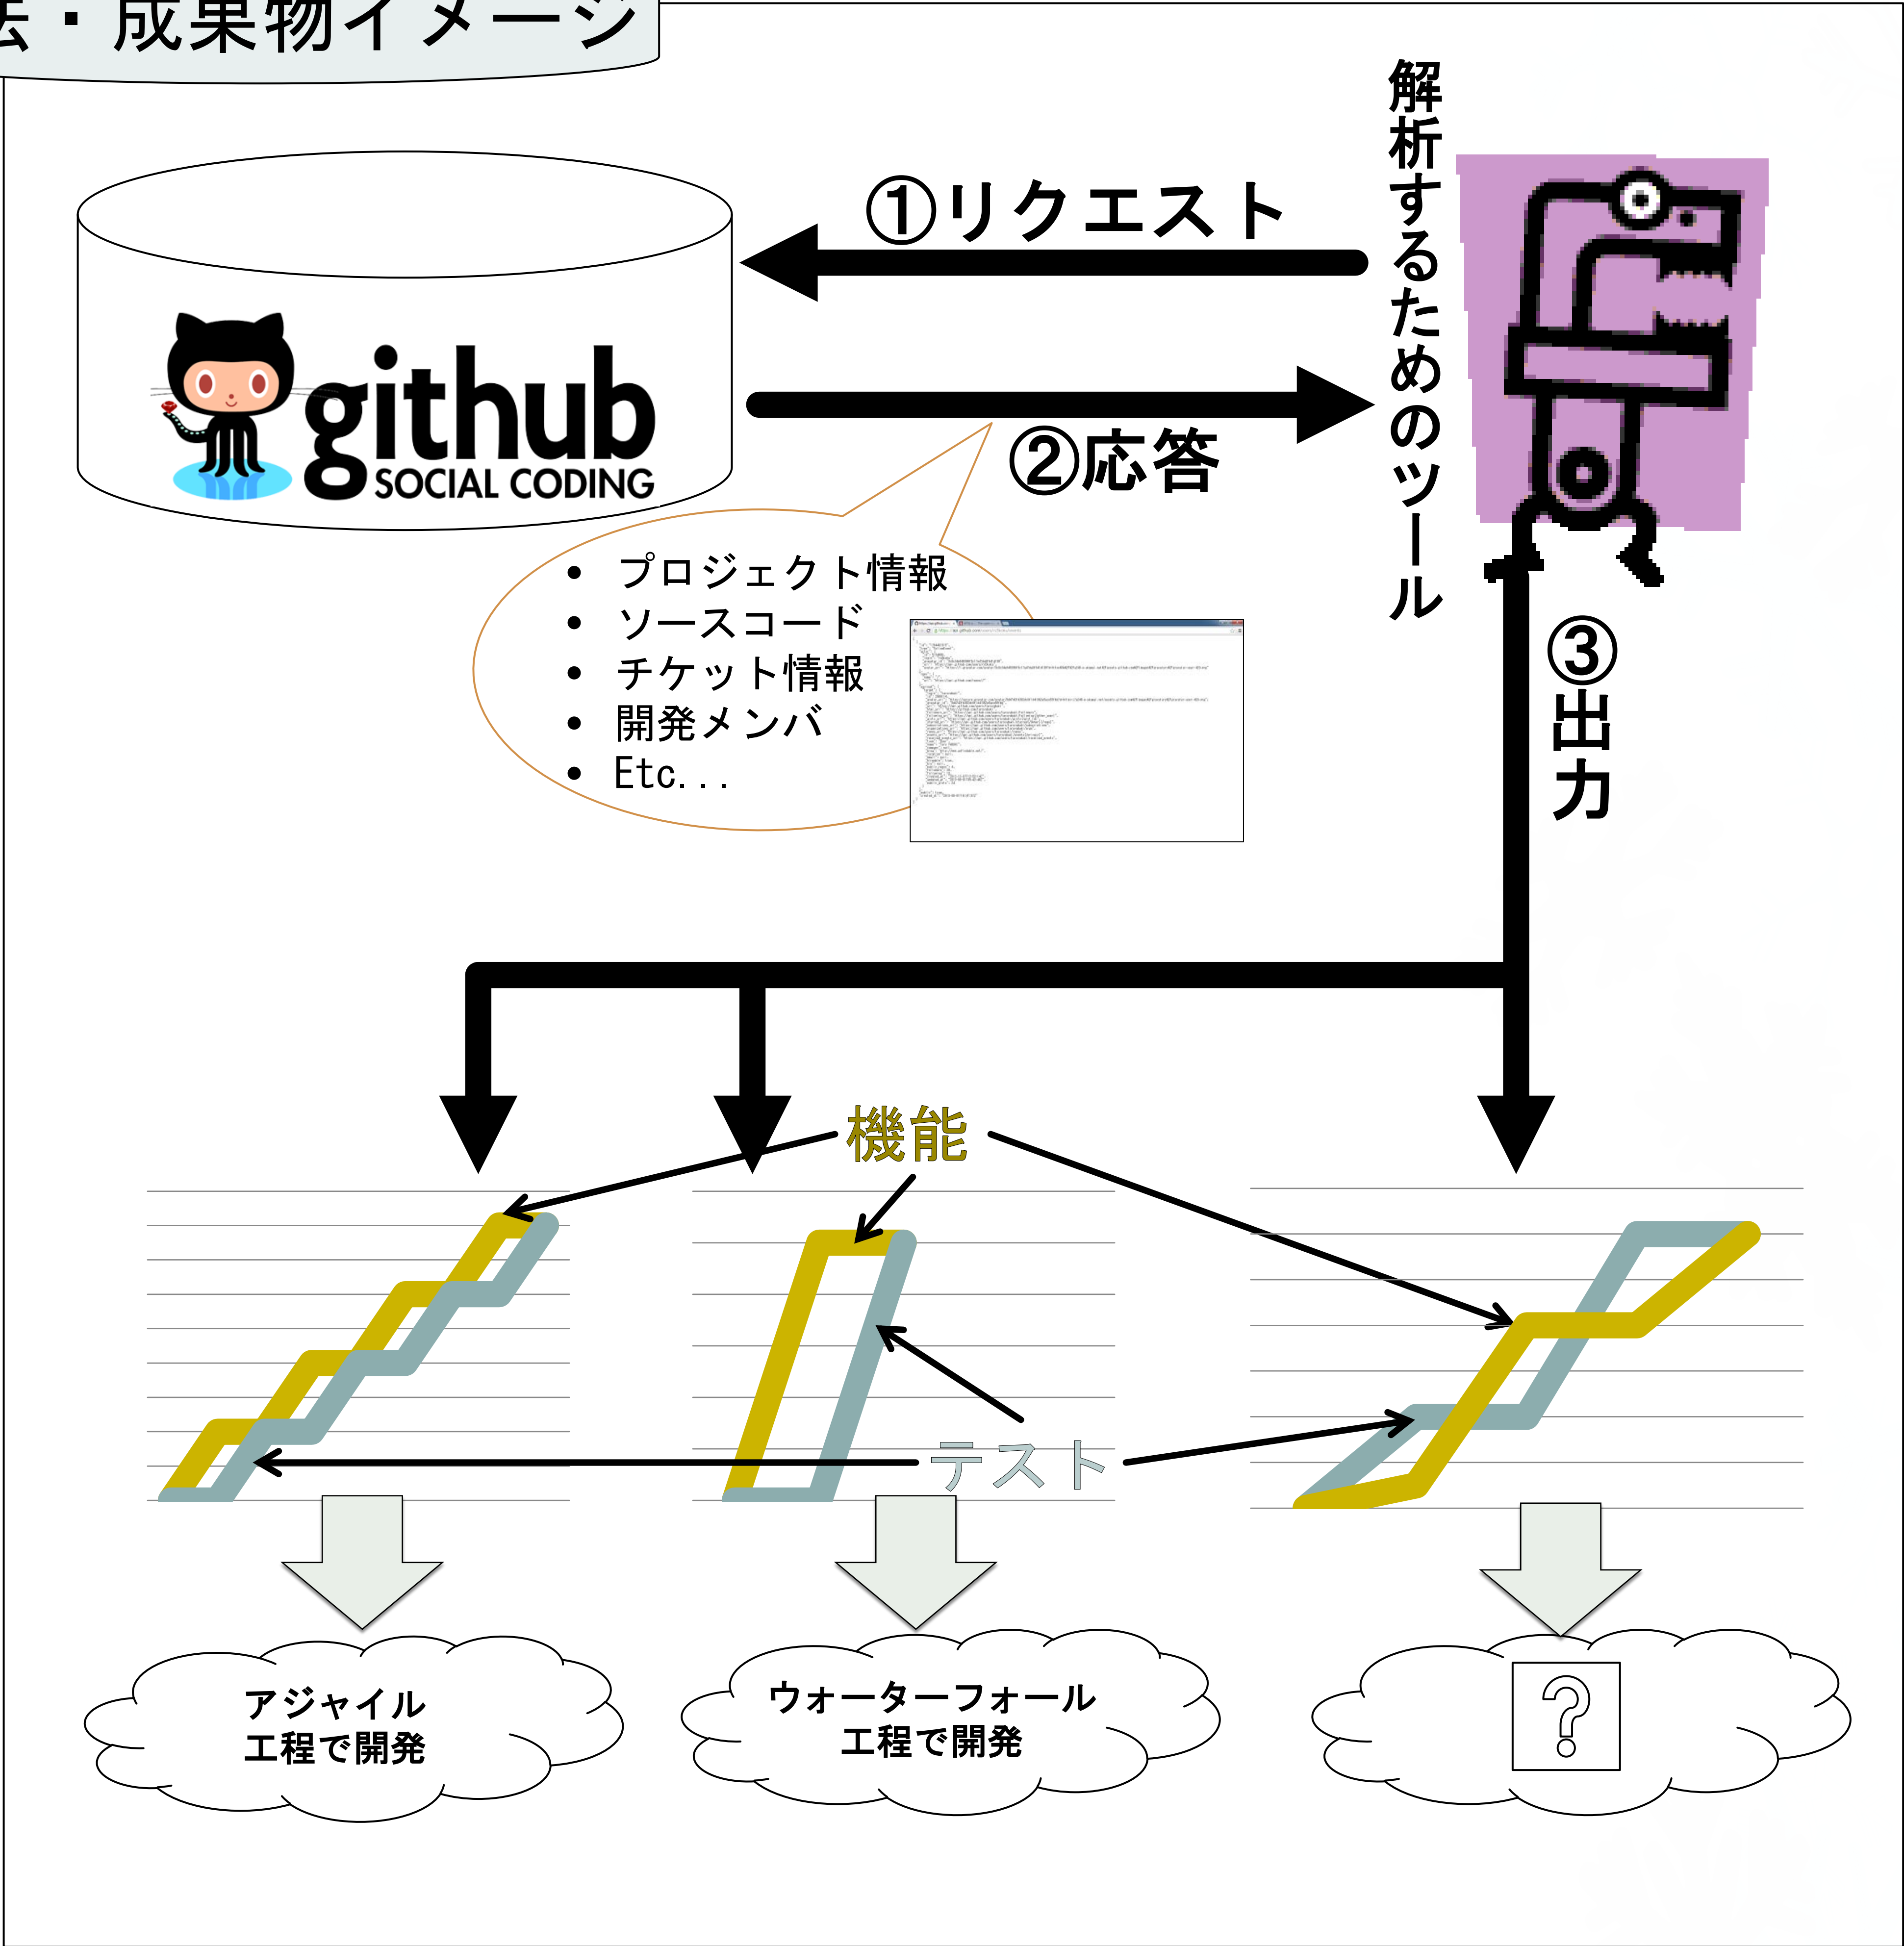 ・成果物イメージ
①リクエスト
解析するためのツール
github
SOCIAL CODING
②応答
• プロジェクト情報
• ソースコード
• チケット情報
• 開発メンバ
• Etc...
③出力
機能
テスト
アジャイル
工程で開発
ウォーターフォール
工程で開発
?